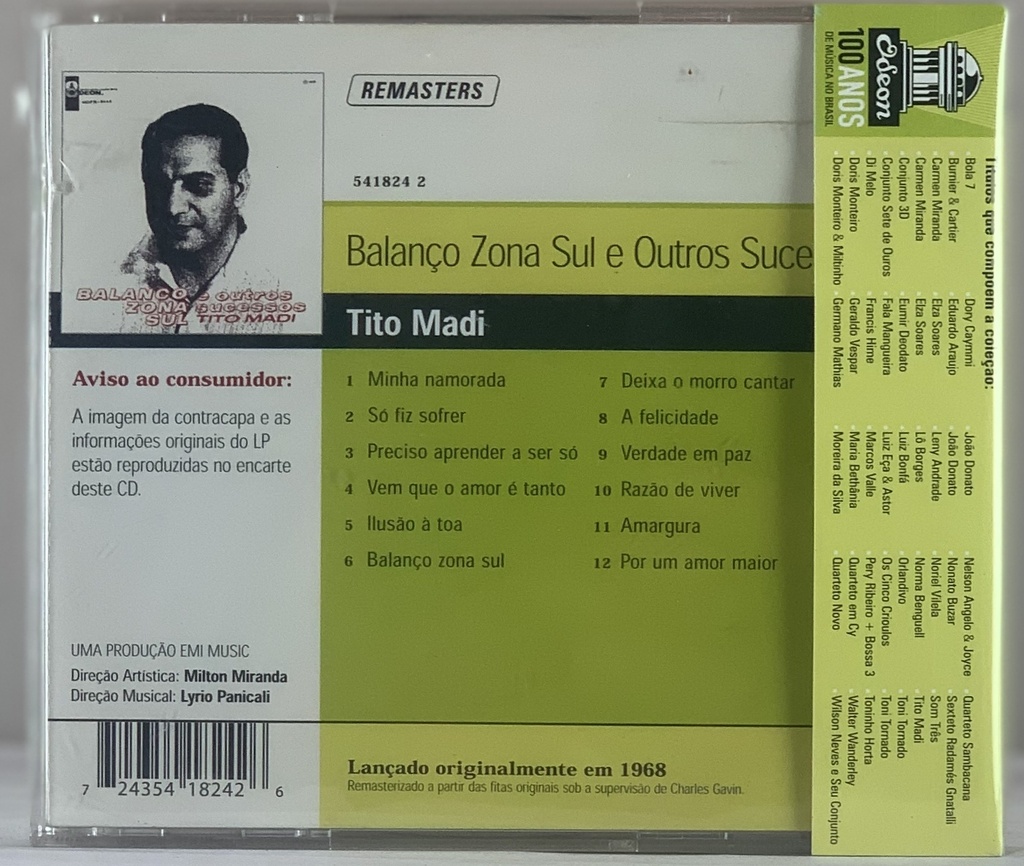 ODEON
BALANÇO
ZONA
SUL
e outros
sucessos
TITO MADI
REMASTERS
541824 2
Balanço Zona Sul e Outros Suce
Tito Madi
Aviso ao consumidor:
A imagem da contracapa e as
informações originais do LP
estão reproduzidas no encarte
deste CD.
1 Minha namorada
2 Só fiz sofrer
3 Preciso aprender a ser só
4 Vem que o amor é tanto
5 Ilusão à toa
6 Balanço zona sul
7 Deixa o morro cantar
8 A felicidade
9 Verdade em paz
10 Razão de viver
11 Amargura
12 Por um amor maior
UMA PRODUÇÃO EMI MUSIC
Direção Artística: Milton Miranda
Direção Musical: Lyrio Panicali
7 24354 18242 6
Lançado originalmente em 1968
Remasterizado a partir das fitas originais sob a supervisão de Charles Gavin.
Odeon
100 ANOS
DE MÚSICA NO BRASIL
Títulos que compõem a coleção:
Bola 7
Burnier & Cartier
Carmen Miranda
Carmen Miranda
Conjunto 3D
Conjunto Sete de Ouros
Di Melo
Doris Monteiro
Doris Monteiro & Miltinho
Dory Caymmi
Eduardo Araujo
Elza Soares
Elza Soares
Eumir Deodato
Fala Mangueira
Francis Hime
Geraldo Vespar
Germano Mathias
João Donato
João Donato
Leny Andrade
Lô Borges
Luiz Bonfá
Luiz Eça & Astor
Marcos Valle
Maria Bethânia
Moreira da Silva
Nelson Angelo & Joyce
Nonato Buzar
Noriel Vilela
Norma Benguell
Orlandivo
Os Cinco Crioulos
Pery Ribeiro + Bossa 3
Quarteto em Cy
Quarteto Novo
Quarteto Sambacana
Sexteto Radamés Gnatalli
Som Três
Tito Madi
Toni Tornado
Toni Tornado
Toninho Horta
Walter Wanderley
Wilson Neves e Seu Conjunto